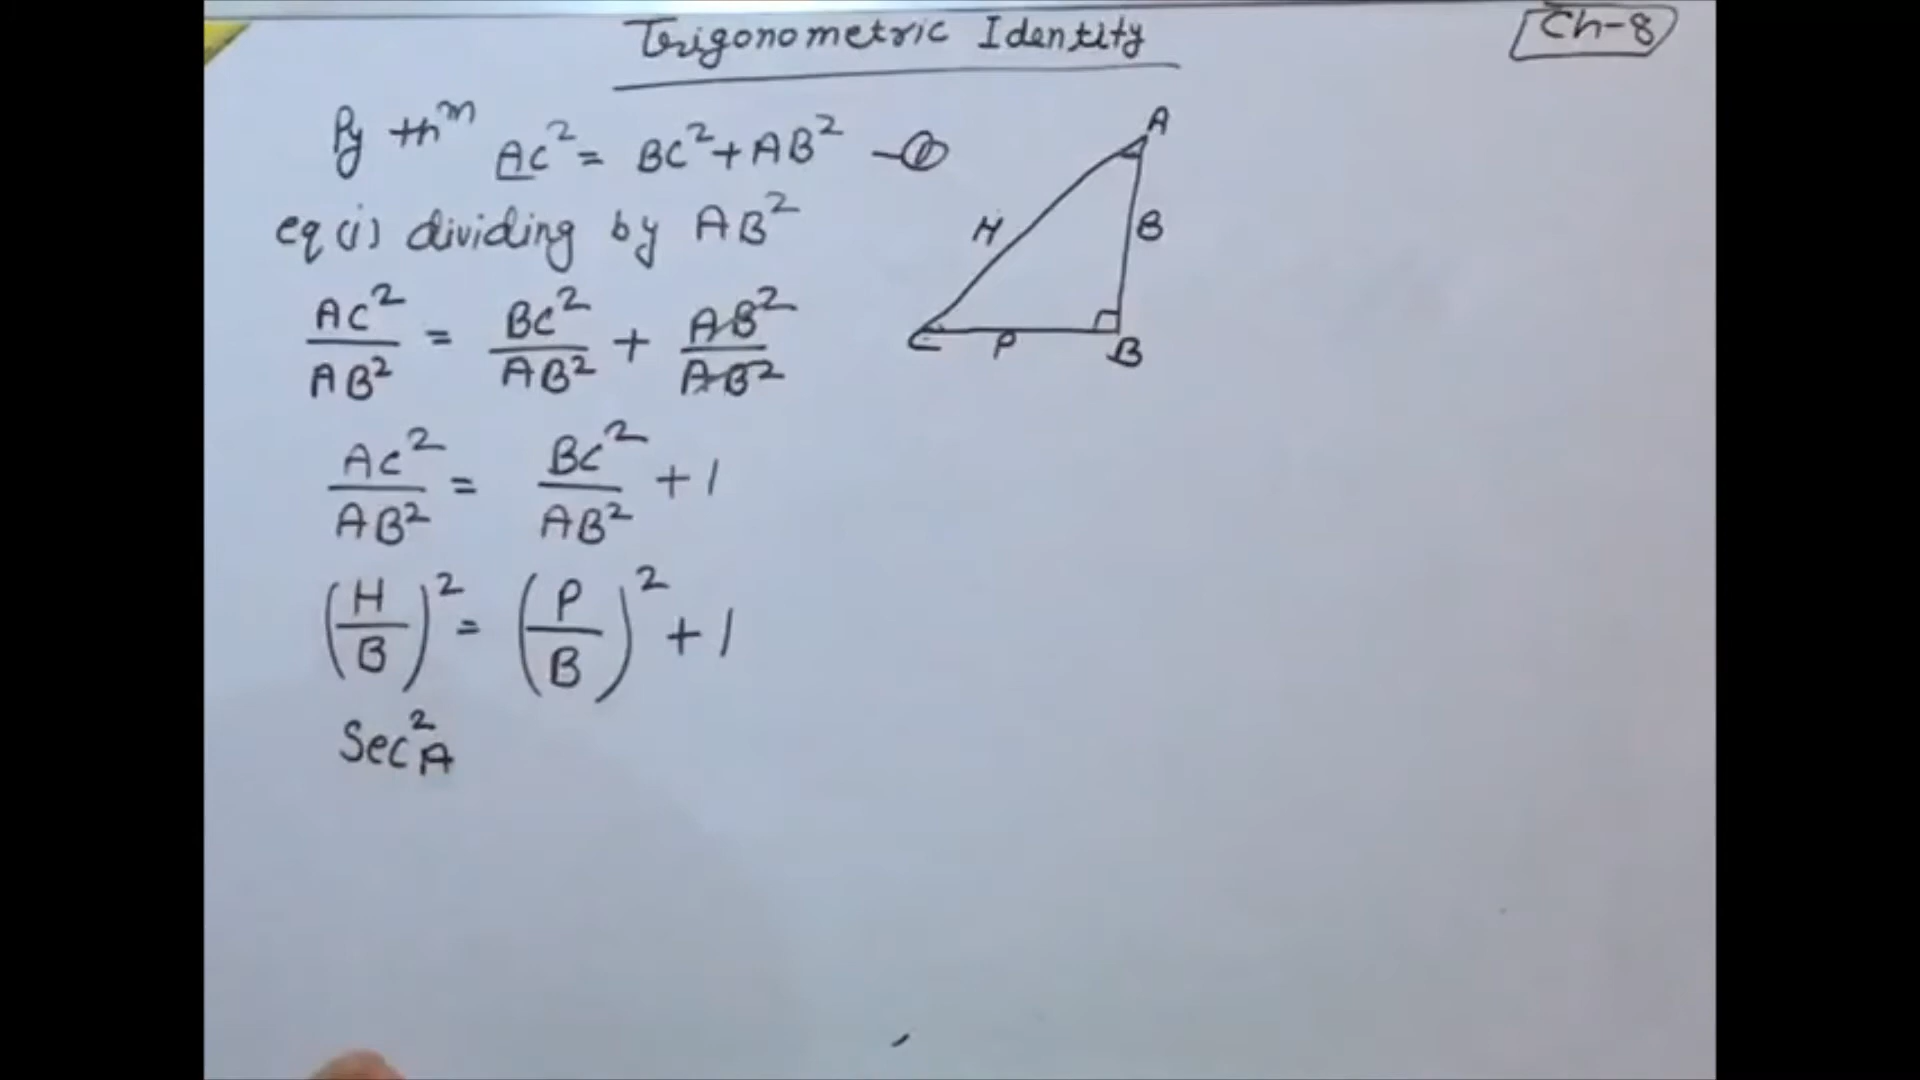 Trigonometric Identity
Ch-8
Py thᵐ AC² = BC² + AB² -①
eq (i) dividing by AB²
AC²/AB² = BC²/AB² + AB²/AB²
AC²/AB² = BC²/AB² + 1
(H/B)² = (P/B)² + 1
Sec²A
A
H
B
C
P
B